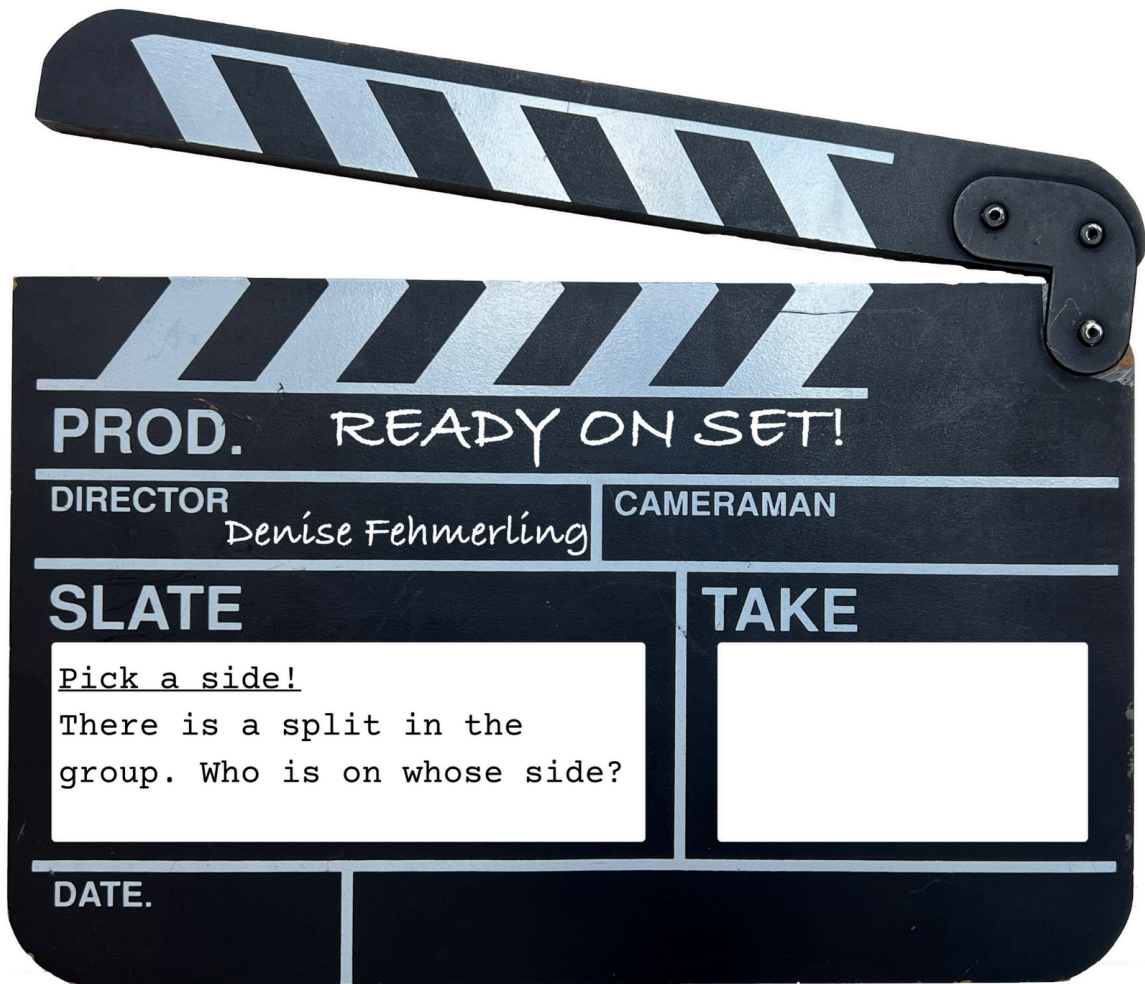 PROD. READY ON SET!
DIRECTOR
Denise Fehmerling
CAMERAMAN
SLATE
Pick a side!
There is a split in the
group. Who is on whose side?
TAKE
DATE.